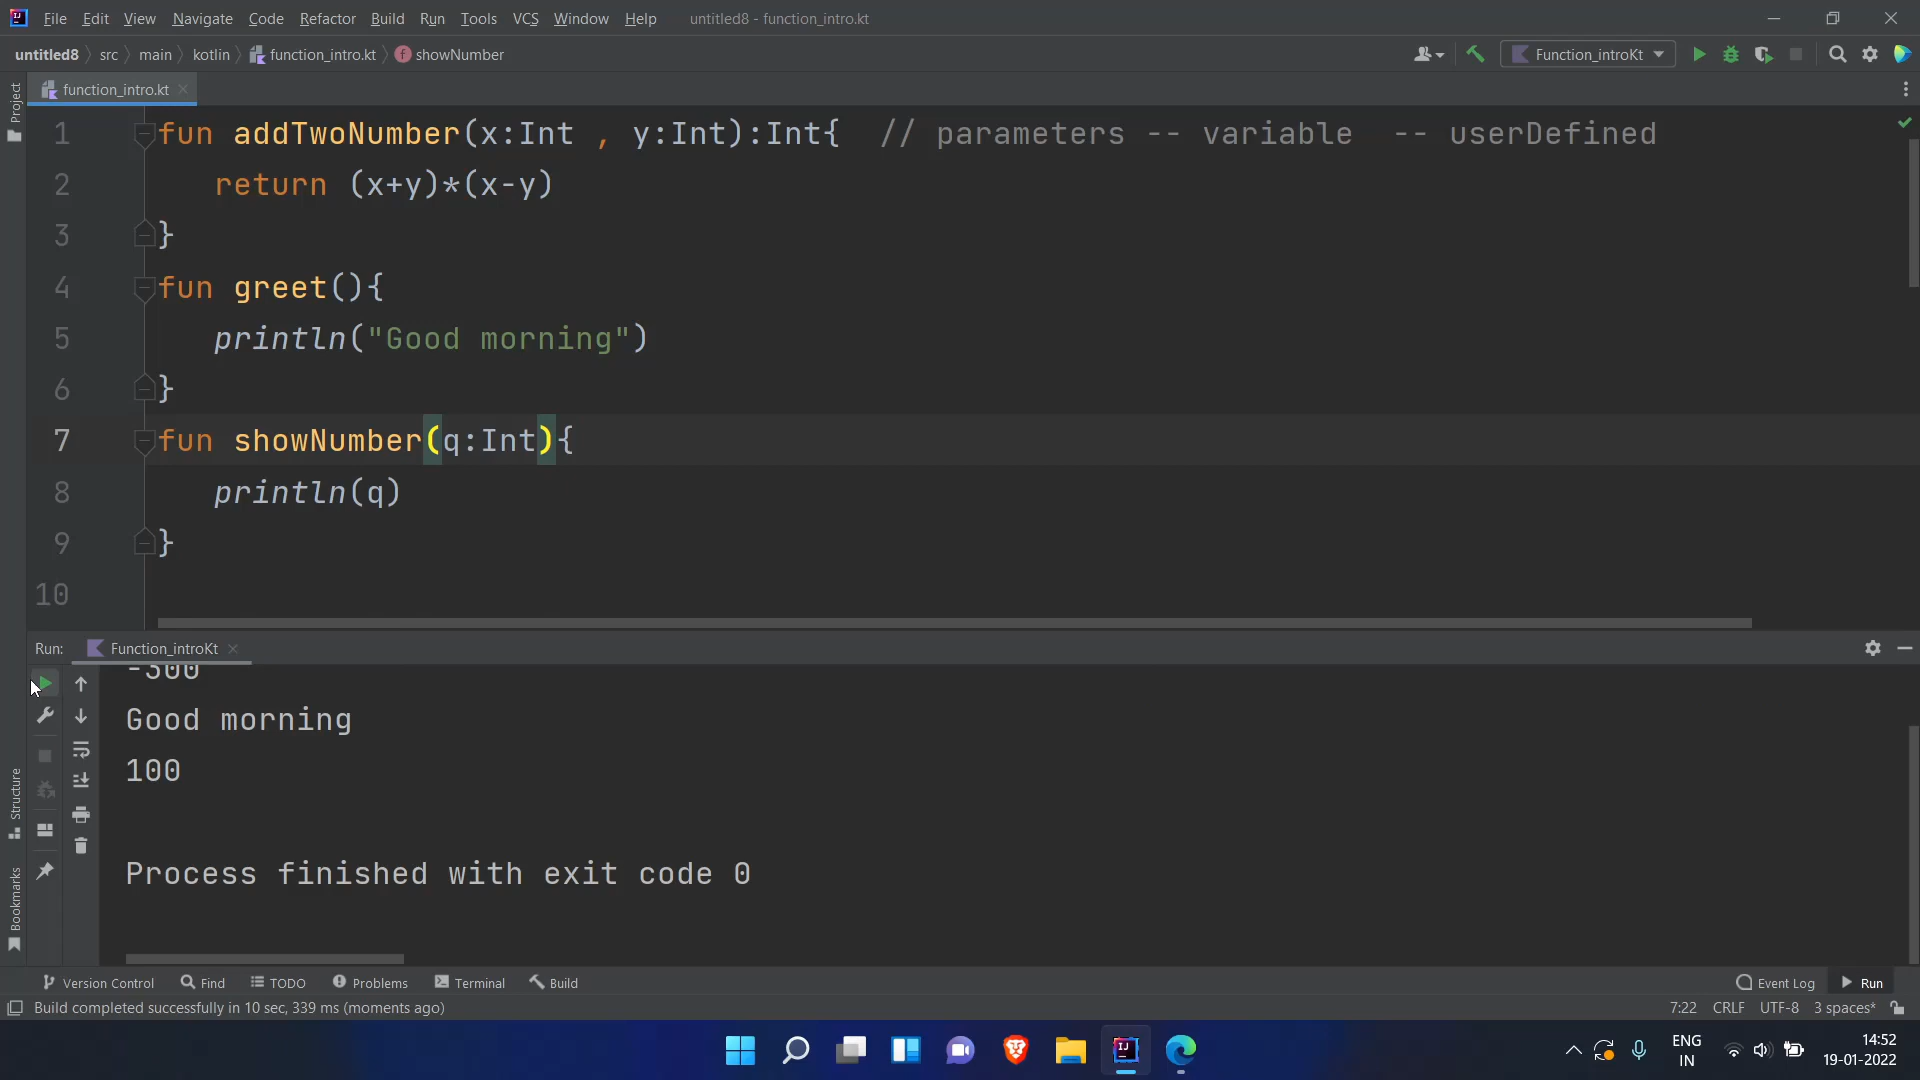 File Edit View Navigate Code Refactor Build Run Tools VCS Window Help untitled8 - function_intro.kt
untitled8 src main kotlin function_intro.kt showNumber Function_introKt
function_intro.kt
Project
1 fun addTwoNumber(x:Int , y:Int):Int{ // parameters -- variable -- userDefined
2 return (x+y)*(x-y)
3 }
4 fun greet(){
5 println("Good morning")
6 }
7 fun showNumber(q:Int){
8 println(q)
9 }
10
Run: Function_introKt
-300
Good morning
100
Process finished with exit code 0
Structure
Bookmarks
Version Control Find TODO Problems Terminal Build Event Log Run
Build completed successfully in 10 sec, 339 ms (moments ago) 7:22 CRLF UTF-8 3 spaces*
ENG 14:52
IN 19-01-2022